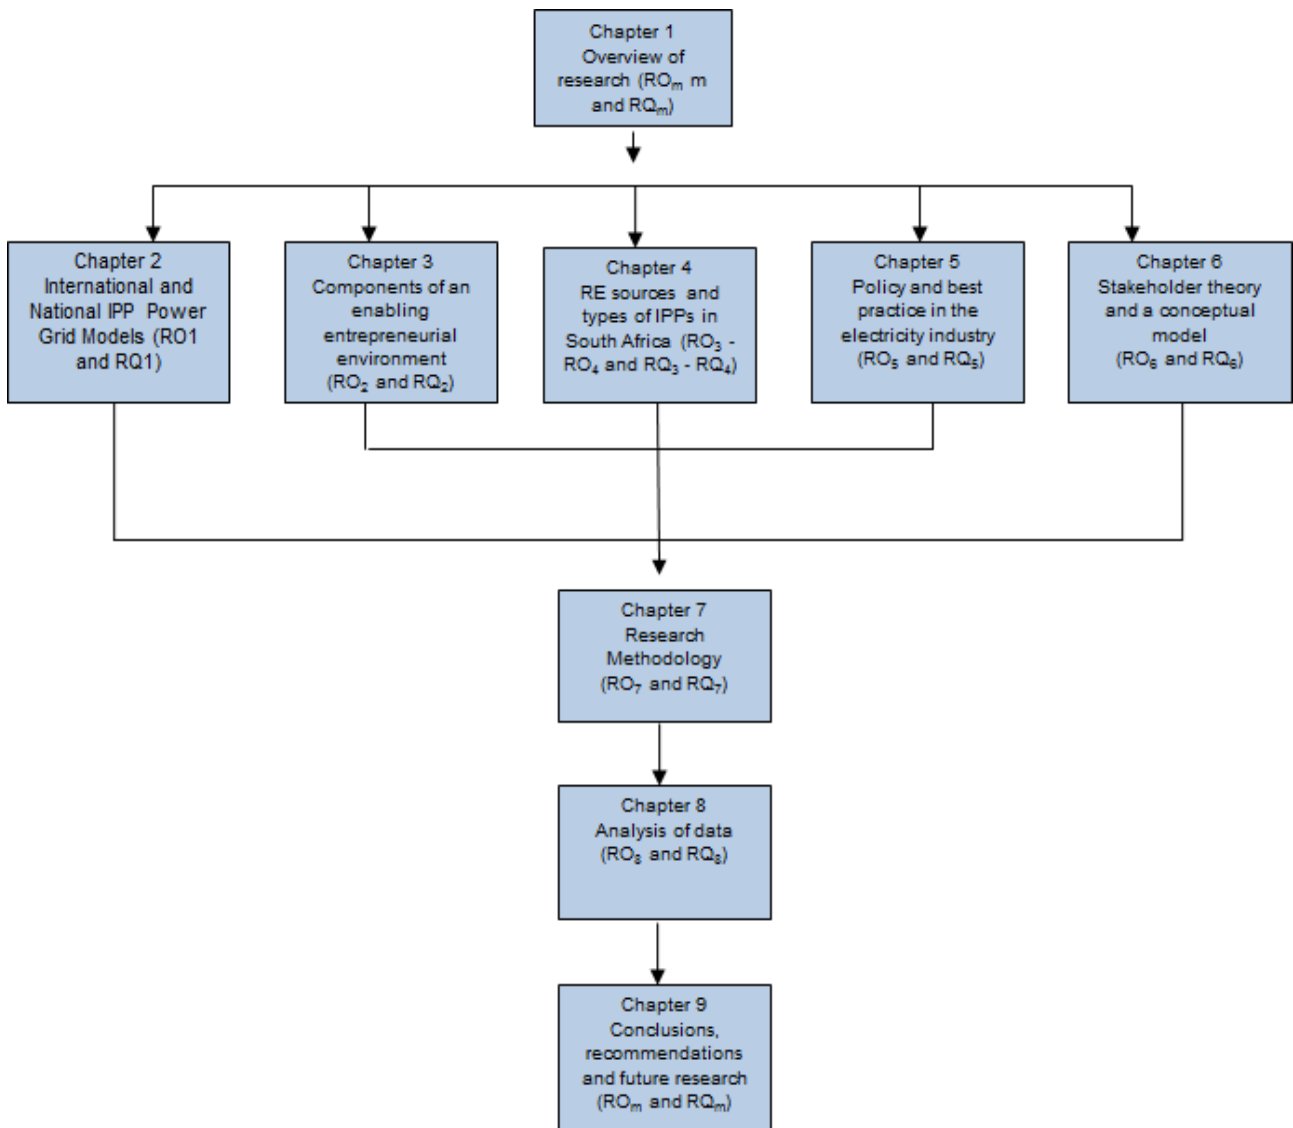 Chapter 1
Overview of
research (ROₘ m
and RQₘ)
Chapter 2
International and
National IPP Power
Grid Models (RO1
and RQ1)
Chapter 3
Components of an
enabling
entrepreneurial
environment
(RO₂ and RQ₂)
Chapter 4
RE sources and
types of IPPs in
South Africa (RO₃ -
RO₄ and RQ₃ - RQ₄)
Chapter 5
Policy and best
practice in the
electricity industry
(RO₅ and RQ₅)
Chapter 6
Stakeholder theory
and a conceptual
model
(RO₆ and RQ₆)
Chapter 7
Research
Methodology
(RO₇ and RQ₇)
Chapter 8
Analysis of data
(RO₈ and RQ₈)
Chapter 9
Conclusions,
recommendations
and future research
(ROₘ and RQₘ)